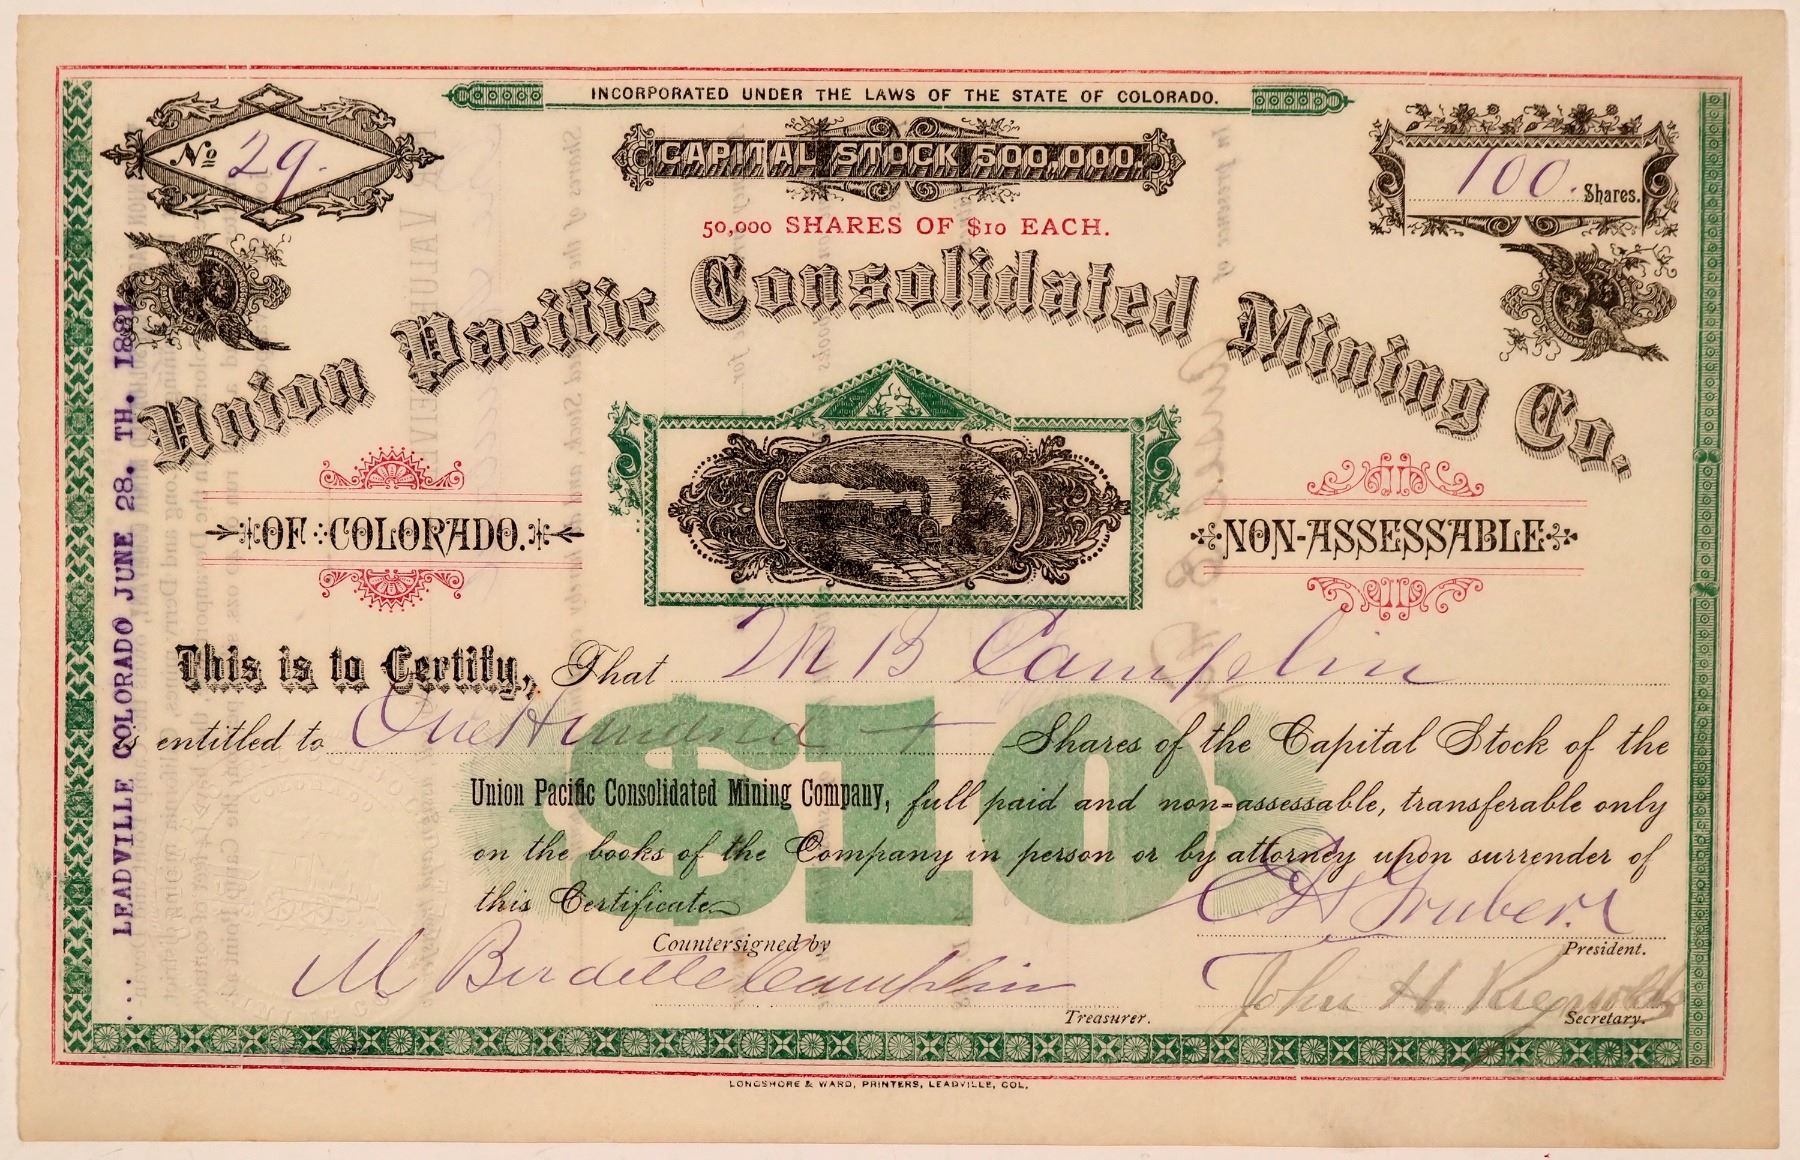 INCORPORATED UNDER THE LAWS OF THE STATE OF COLORADO.
No 29.
CAPITAL STOCK 500,000.
100. Shares.
50,000 SHARES OF $10 EACH.
Union Pacific Consolidated Mining Co.
OF COLORADO.
NON-ASSESSABLE
LEADVILLE COLORADO JUNE 28. TH. 1881.
This is to Certify, That M B Camplin
is entitled to One Hundred Shares of the Capital Stock of the
$10
Union Pacific Consolidated Mining Company, full paid and non-assessable, transferable only
on the books of the Company in person or by attorney upon surrender of
this Certificate.
Countersigned by
M Birdelle Camplin
Treasurer.
President.
John H. Reynolds
Secretary.
LONGSHORE & WARD, PRINTERS, LEADVILLE, COL.